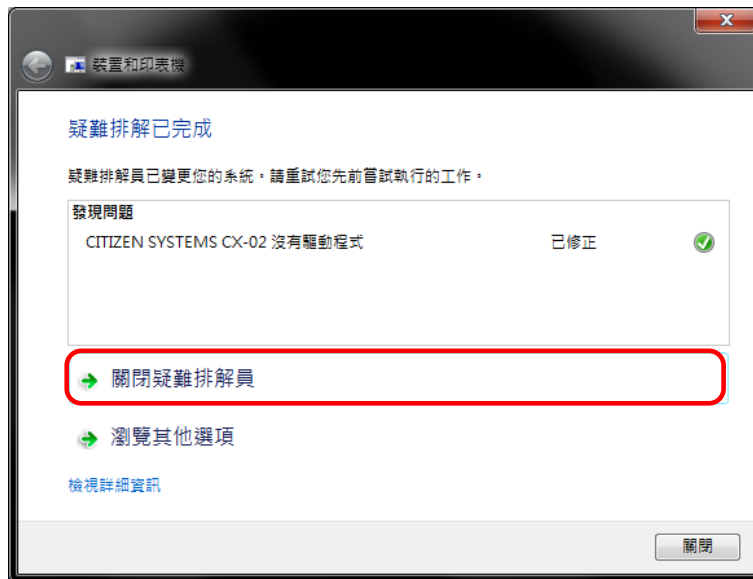 裝置和印表機
疑難排解已完成
疑難排解員已變更您的系統。請重試您先前嘗試執行的工作。
發現問題
CITIZEN SYSTEMS CX-02 沒有驅動程式 已修正
關閉疑難排解員
瀏覽其他選項
檢視詳細資訊
關閉